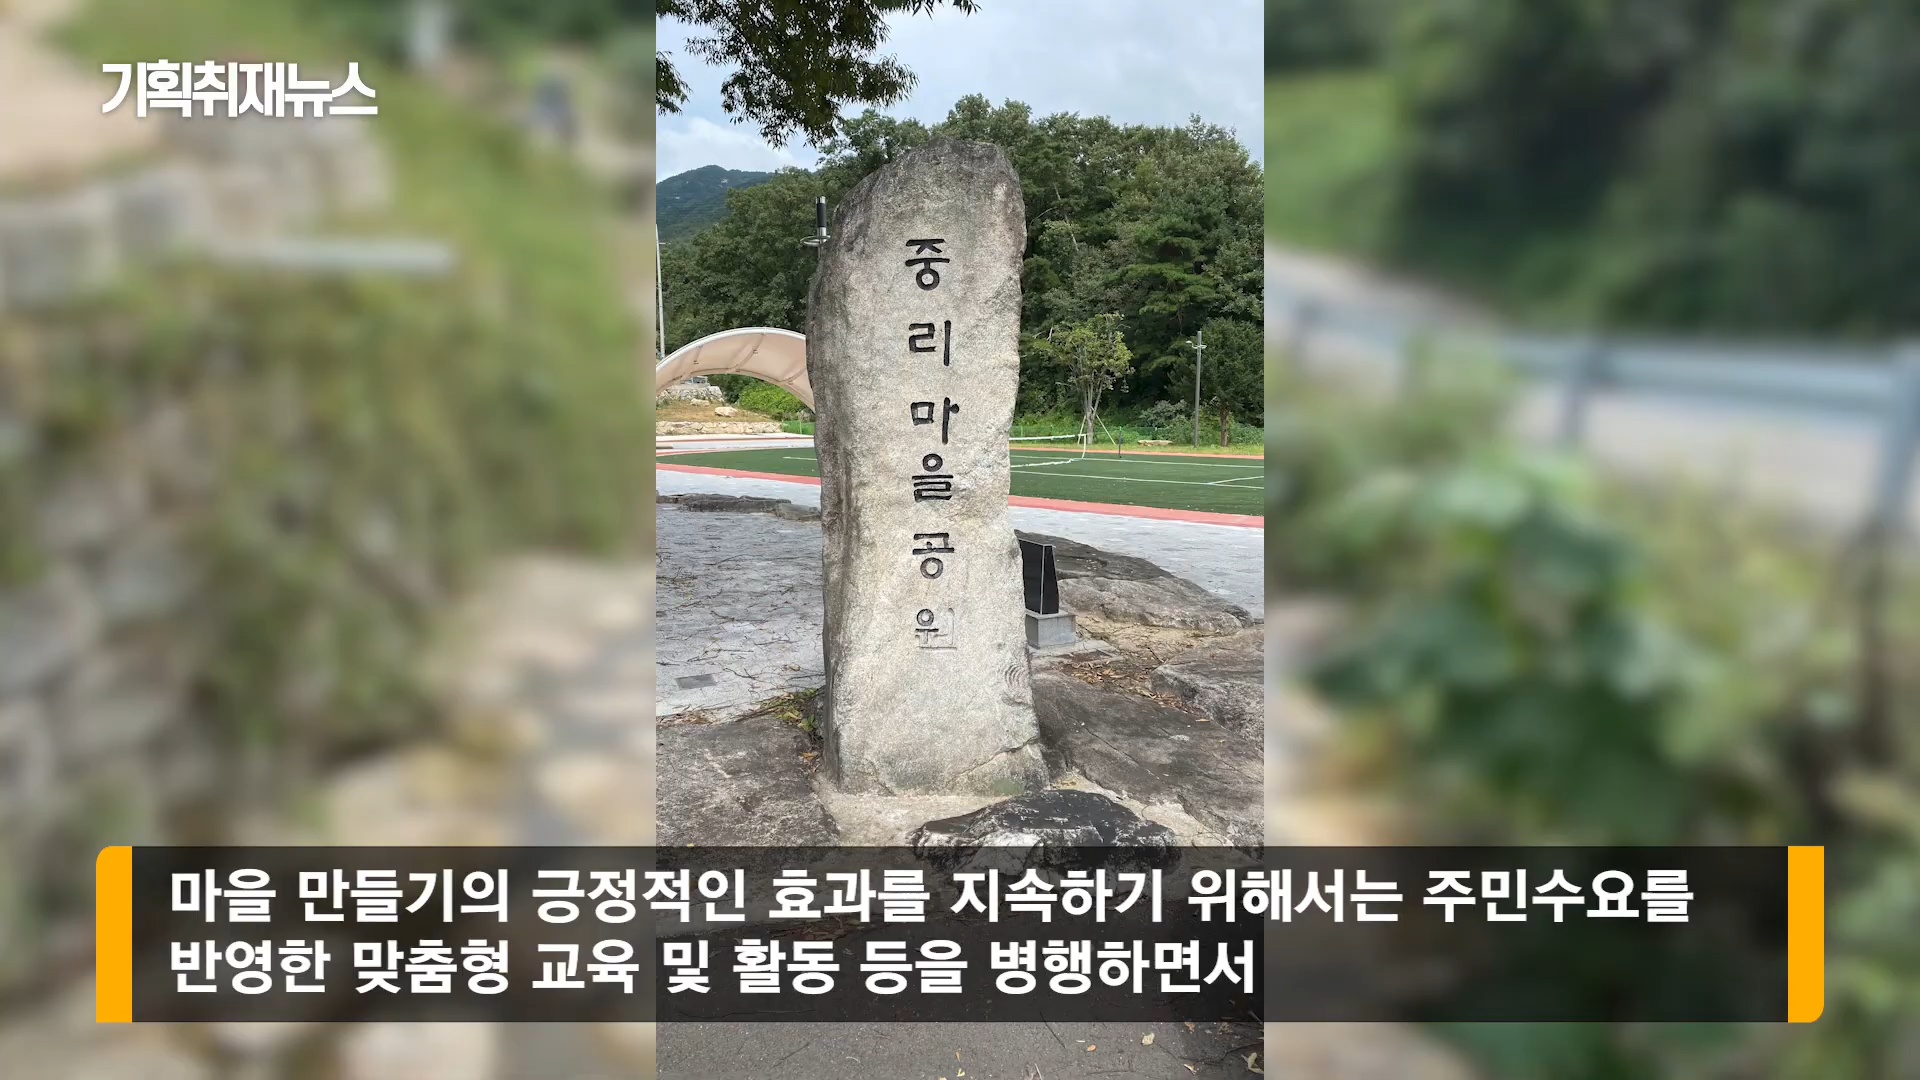 기획취재뉴스
중리마을공원
마을 만들기의 긍정적인 효과를 지속하기 위해서는 주민수요를
반영한 맞춤형 교육 및 활동 등을 병행하면서